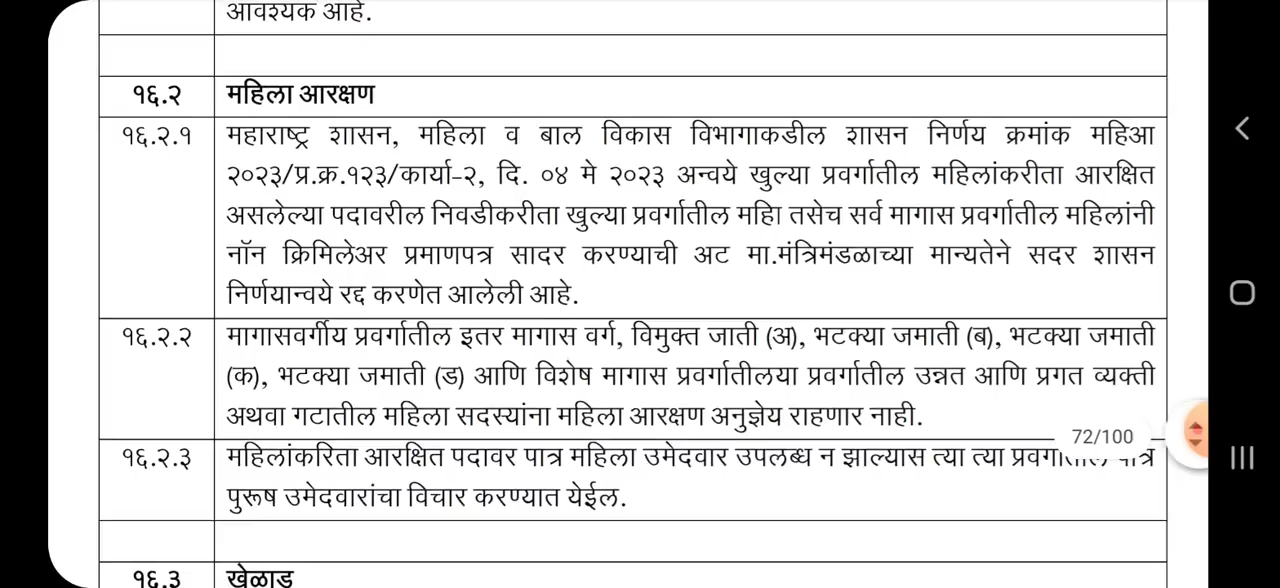 आवश्यक आहे.
१६.२ महिला आरक्षण
१६.२.१ महाराष्ट्र शासन, महिला व बाल विकास विभागाकडील शासन निर्णय क्रमांक महिआ
२०२३/प्र.क्र.१२३/कार्या-२, दि. ०४ मे २०२३ अन्वये खुल्या प्रवर्गातील महिलांकरीता आरक्षित
असलेल्या पदावरील निवडीकरीता खुल्या प्रवर्गातील महिा तसेच सर्व मागास प्रवर्गातील महिलांनी
नॉन क्रिमिलेअर प्रमाणपत्र सादर करण्याची अट मा.मंत्रिमंडळाच्या मान्यतेने सदर शासन
निर्णयान्वये रद्द करणेत आलेली आहे.
१६.२.२ मागासवर्गीय प्रवर्गातील इतर मागास वर्ग, विमुक्त जाती (अ), भटक्या जमाती (ब), भटक्या जमाती
(क), भटक्या जमाती (ड) आणि विशेष मागास प्रवर्गातीलया प्रवर्गातील उन्नत आणि प्रगत व्यक्ती
अथवा गटातील महिला सदस्यांना महिला आरक्षण अनुज्ञेय राहणार नाही.
72/100
१६.२.३ महिलांकरिता आरक्षित पदावर पात्र महिला उमेदवार उपलब्ध न झाल्यास त्या त्या प्रवर्गातील पात्र
पुरूष उमेदवारांचा विचार करण्यात येईल.
१६.३ खेळाडू